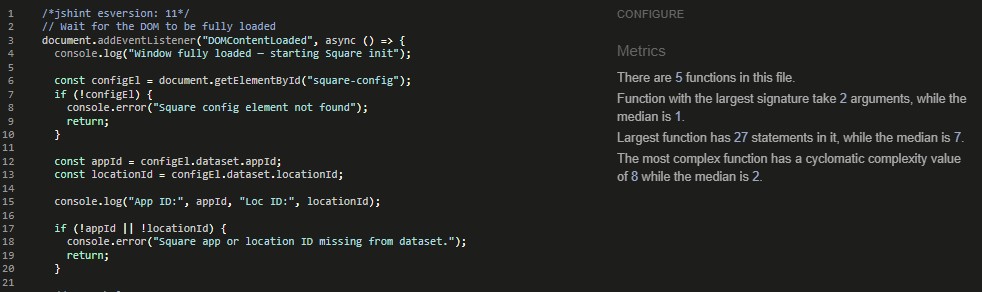 1 /*jshint esversion: 11*/
2 // Wait for the DOM to be fully loaded
3 document.addEventListener("DOMContentLoaded", async () => {
4 console.log("Window fully loaded – starting Square init");
5
6 const configEl = document.getElementById("square-config");
7 if (!configEl) {
8 console.error("Square config element not found");
9 return;
10 }
11
12 const appId = configEl.dataset.appId;
13 const locationId = configEl.dataset.locationId;
14
15 console.log("App ID:", appId, "Loc ID:", locationId);
16
17 if (!appId || !locationId) {
18 console.error("Square app or location ID missing from dataset.");
19 return;
20 }
21
CONFIGURE
Metrics
There are 5 functions in this file.
Function with the largest signature take 2 arguments, while the
median is 1.
Largest function has 27 statements in it, while the median is 7.
The most complex function has a cyclomatic complexity value
of 8 while the median is 2.